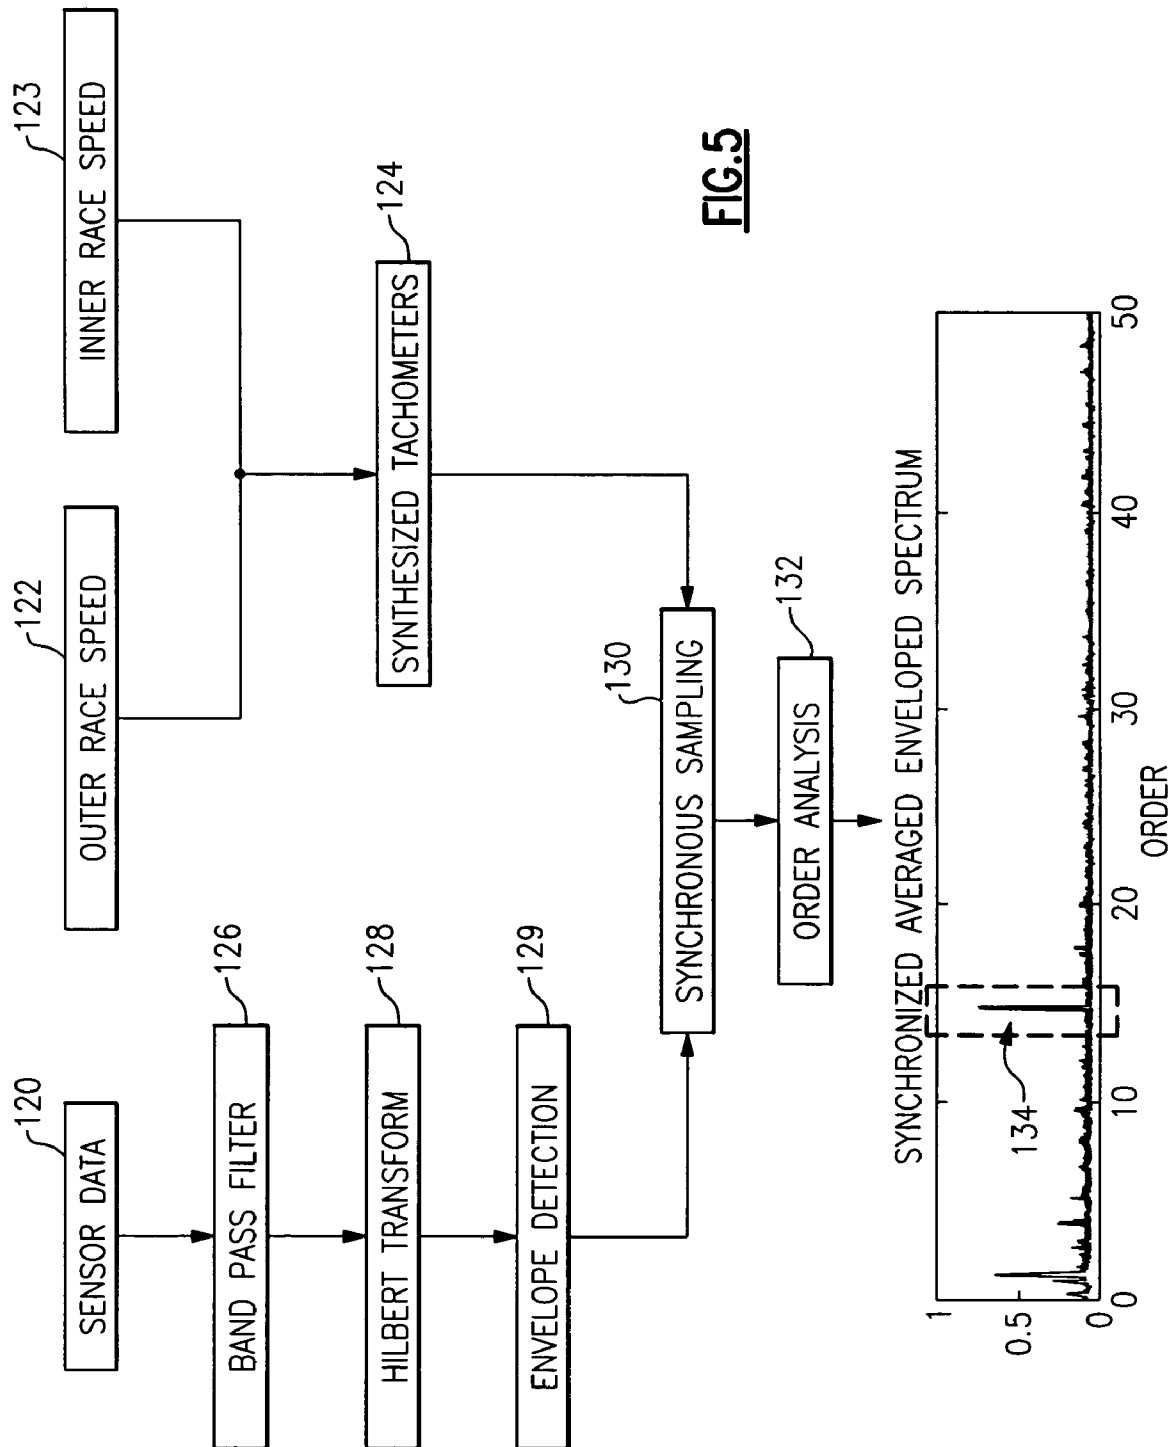 120
SENSOR DATA
122
OUTER RACE SPEED
123
INNER RACE SPEED
126
BAND PASS FILTER
128
HILBERT TRANSFORM
124
SYNTHESIZED TACHOMETERS
129
ENVELOPE DETECTION
130
SYNCHRONOUS SAMPLING
132
ORDER ANALYSIS
FIG.5
SYNCHRONIZED AVERAGED ENVELOPED SPECTRUM
1
0.5
0
134
0
10
20
30
40
50
ORDER